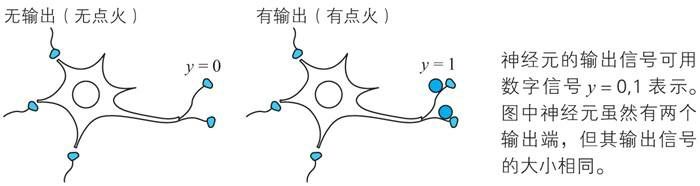 无输出（无点火）
有输出（有点火）
y = 0
y = 1
神经元的输出信号可用
数字信号 y = 0,1 表示。
图中神经元虽然有两个
输出端，但其输出信号
的大小相同。